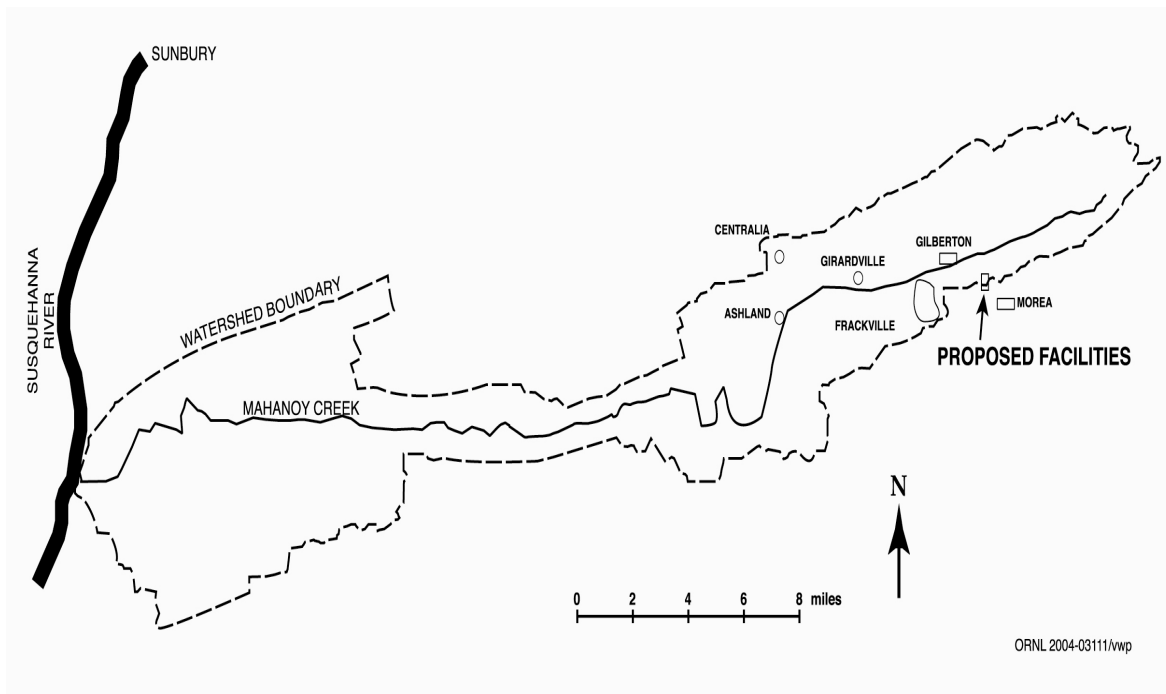 SUNBURY
CENTRALIA
GILBERTON
GIRARDVILLE
SUSQUEHANNA
RIVER
WATERSHED BOUNDARY
ASHLAND
FRACKVILLE
MOREA
PROPOSED FACILITIES
MAHANOY CREEK
N
0 2 4 6 8 miles
ORNL 2004-03111/vwp